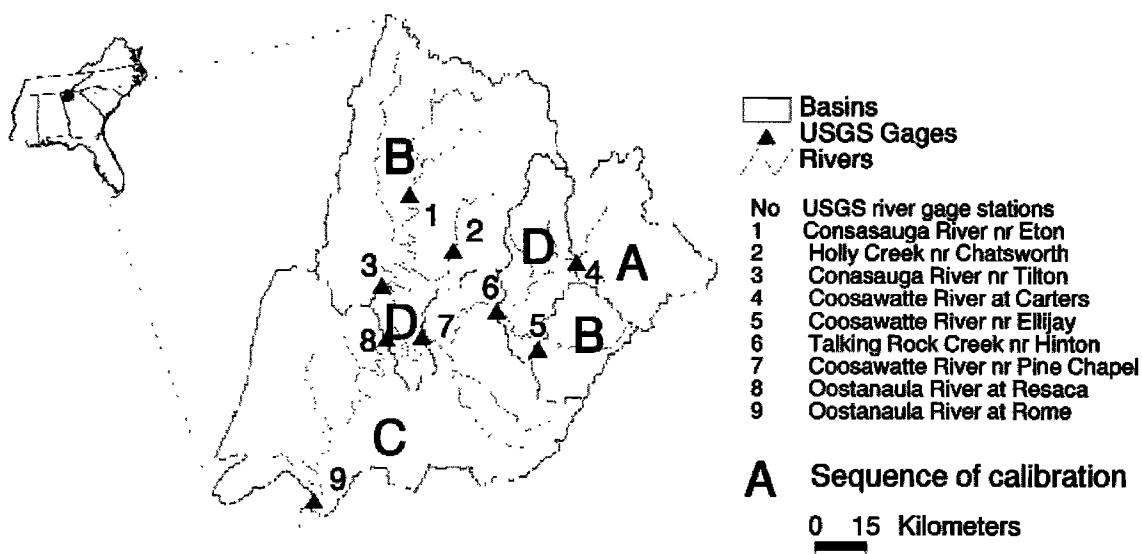 Basins
USGS Gages
Rivers
No USGS river gage stations
1 Consasauga River nr Eton
2 Holly Creek nr Chatsworth
3 Conasauga River nr Tilton
4 Coosawatte River at Carters
5 Coosawatte River nr Ellijay
6 Talking Rock Creek nr Hinton
7 Coosawatte River nr Pine Chapel
8 Oostanaula River at Resaca
9 Oostanaula River at Rome
A Sequence of calibration
0 15 Kilometers
B
1
2
D
4
A
3
6
D
7
8
5
B
C
9